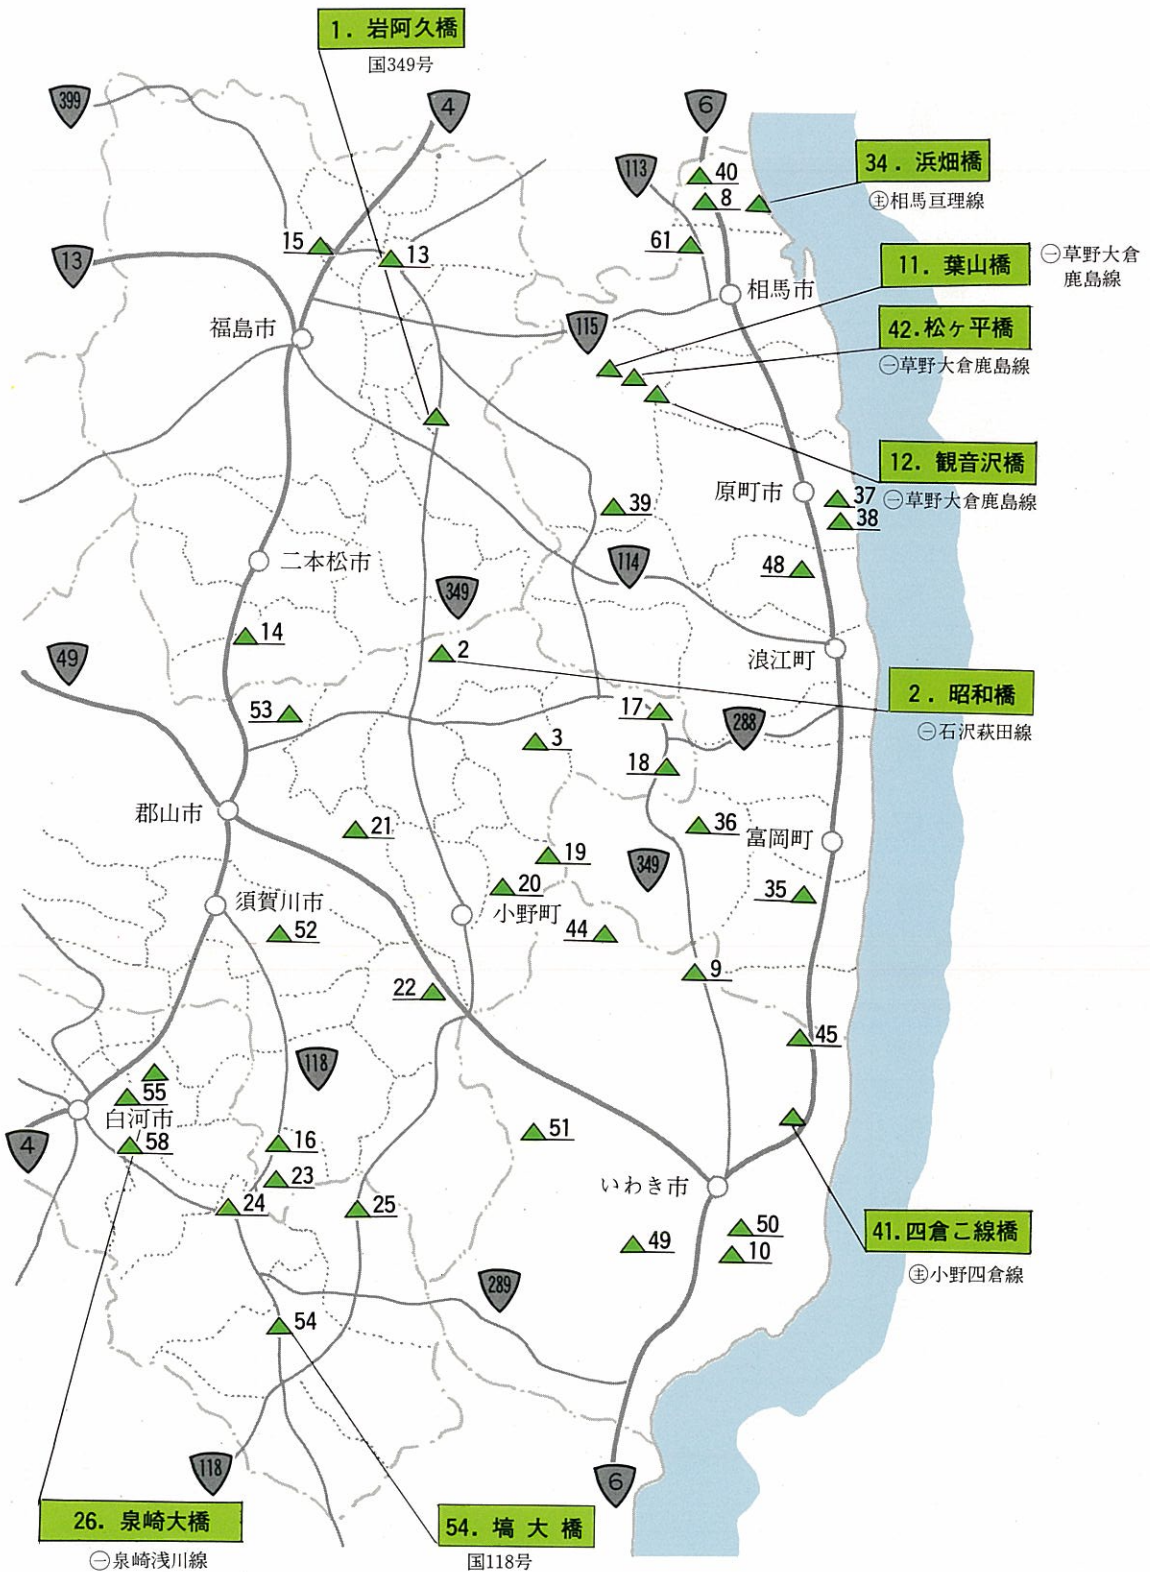 1. 岩阿久橋
国349号
399
4
6
113
40
8
34. 浜畑橋
㊤相馬亘理線
15
13
61
13
11. 葉山橋
㊀草野大倉
鹿島線
相馬市
福島市
115
42. 松ヶ平橋
㊀草野大倉鹿島線
12. 観音沢橋
㊀草野大倉鹿島線
原町市
37
38
39
二本松市
114
48
349
14
2
浪江町
49
2. 昭和橋
㊀石沢萩田線
53
17
288
3
18
郡山市
21
36
富岡町
19
349
20
35
須賀川市
小野町
52
44
9
22
45
118
55
白河市
4
58
16
51
23
いわき市
24
25
50
49
10
41. 四倉こ線橋
㊤小野四倉線
289
54
118
6
26. 泉崎大橋
㊀泉崎浅川線
54. 塙大橋
国118号